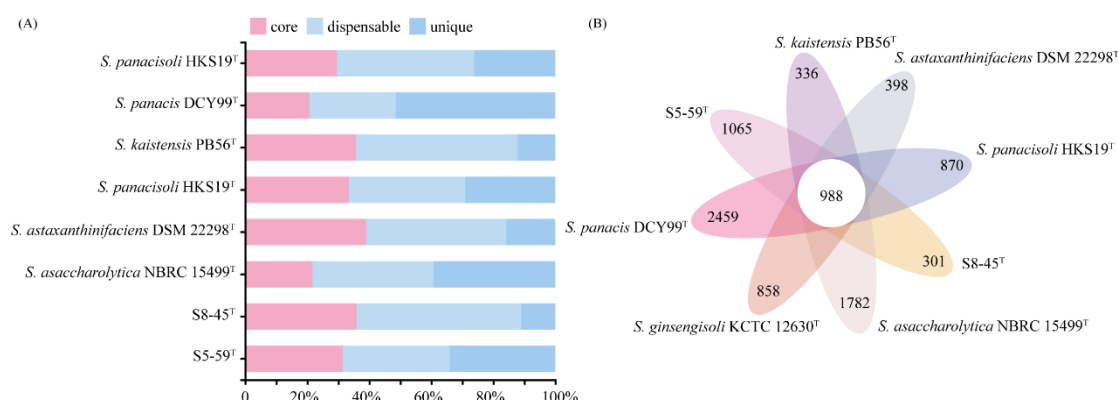 (A)
core dispensable unique
S. panacisoli HKS19ᵀ
S. panacis DCY99ᵀ
S. kaistensis PB56ᵀ
S. panacisoli HKS19ᵀ
S. astaxanthinifaciens DSM 22298ᵀ
S. asaccharolytica NBRC 15499ᵀ
S8-45ᵀ
S5-59ᵀ
0 20% 40% 60% 80% 100%
(B)
S. kaistensis PB56ᵀ
336
S. astaxanthinifaciens DSM 22298ᵀ
398
S5-59ᵀ
1065
S. panacisoli HKS19ᵀ
870
988
2459
S. panacis DCY99ᵀ
301
S8-45ᵀ
858
1782
S. ginsengisoli KCTC 12630ᵀ
S. asaccharolytica NBRC 15499ᵀ